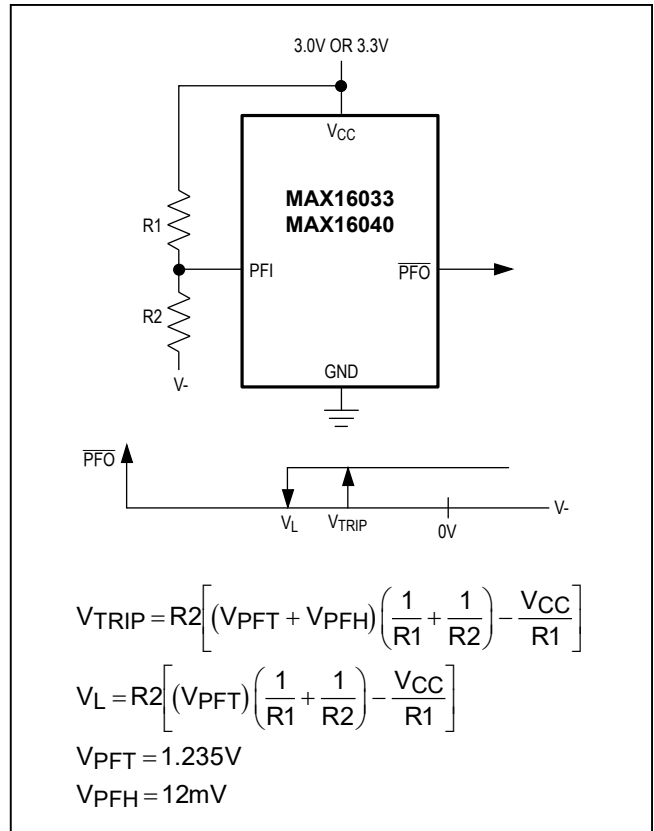 3.0V OR 3.3V
VCC
MAX16033
MAX16040
R1
PFI
PFO
R2
V-
GND
PFO
VL VTRIP 0V V-
VTRIP = R2[(VPFT + VPFH)(1/R1 + 1/R2) − VCC/R1]
VL = R2[(VPFT)(1/R1 + 1/R2) − VCC/R1]
VPFT = 1.235V
VPFH = 12mV